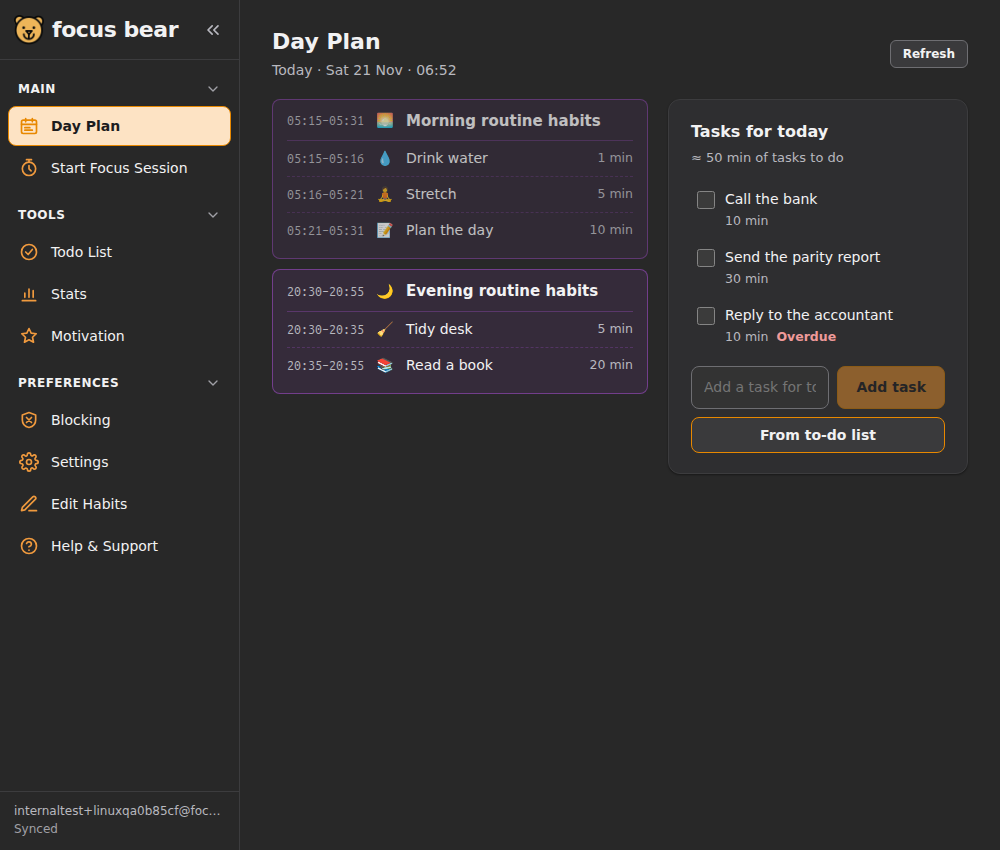 focus bear
MAIN
Day Plan
Start Focus Session
TOOLS
Todo List
Stats
Motivation
PREFERENCES
Blocking
Settings
Edit Habits
Help & Support
internaltest+linuxqa0b85cf@foc...
Synced
Day Plan
Today · Sat 21 Nov · 06:52
Refresh
05:15–05:31 Morning routine habits
05:15–05:16 Drink water 1 min
05:16–05:21 Stretch 5 min
05:21–05:31 Plan the day 10 min
20:30–20:55 Evening routine habits
20:30–20:35 Tidy desk 5 min
20:35–20:55 Read a book 20 min
Tasks for today
≈ 50 min of tasks to do
Call the bank
10 min
Send the parity report
30 min
Reply to the accountant
10 min Overdue
Add a task for to
Add task
From to-do list